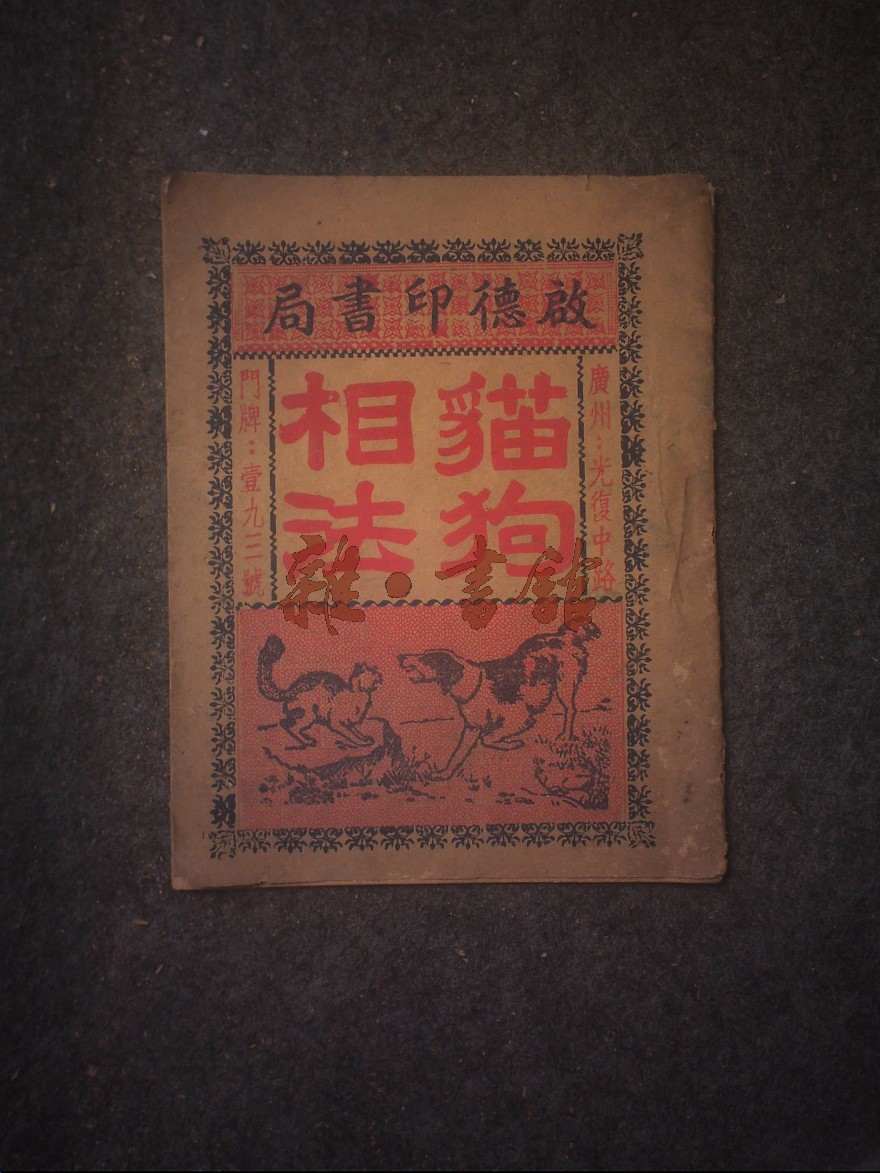 啟德印書局
廣州：光復中路
貓狗
相法
門牌：壹九三號
雜·書館